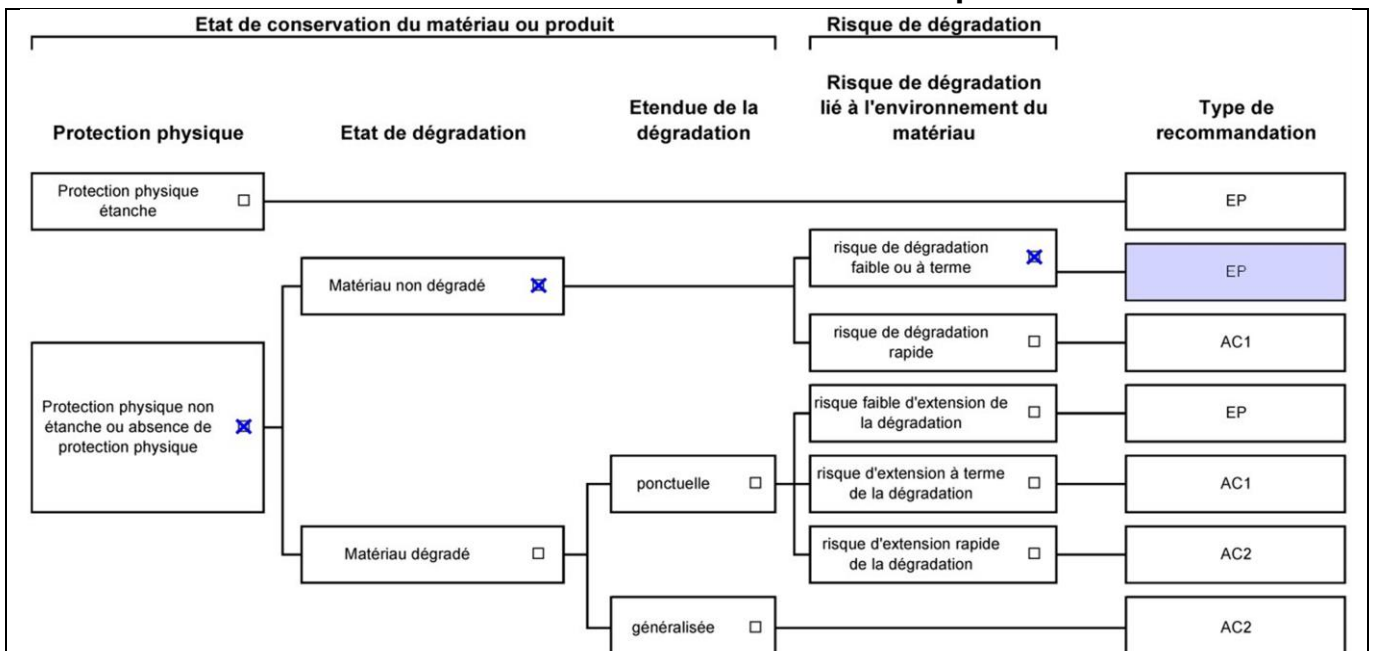 Etat de conservation du matériau ou produit
Risque de dégradation
Protection physique
Etat de dégradation
Etendue de la
dégradation
Risque de dégradation
lié à l'environnement du
matériau
Type de
recommandation
Protection physique
étanche
EP
risque de dégradation
faible ou à terme
EP
Matériau non dégradé
risque de dégradation
rapide
AC1
Protection physique non
étanche ou absence de
protection physique
risque faible d'extension de
la dégradation
EP
ponctuelle
risque d'extension à terme
de la dégradation
AC1
Matériau dégradé
risque d'extension rapide
de la dégradation
AC2
généralisée
AC2